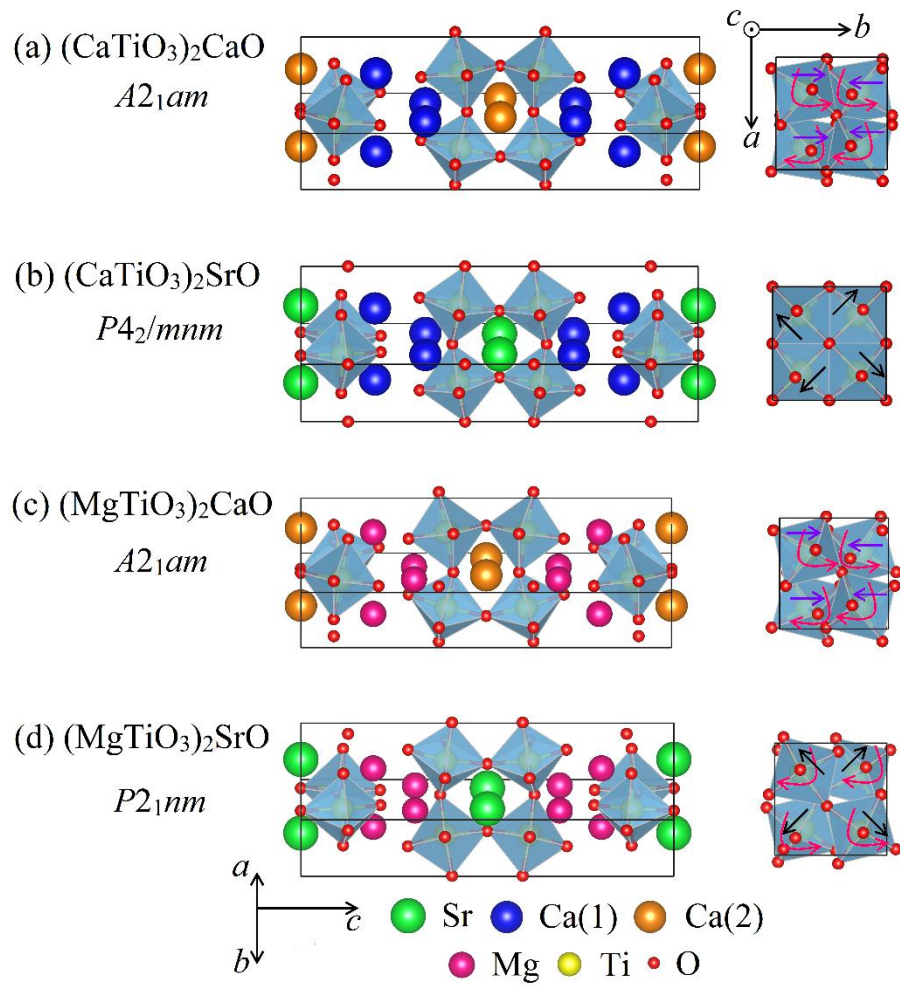 (a) (CaTiO₃)₂CaO
A2₁am
c
b
a
(b) (CaTiO₃)₂SrO
P4₂/mnm
(c) (MgTiO₃)₂CaO
A2₁am
(d) (MgTiO₃)₂SrO
P2₁nm
a
c
b
Sr Ca(1) Ca(2)
Mg Ti O